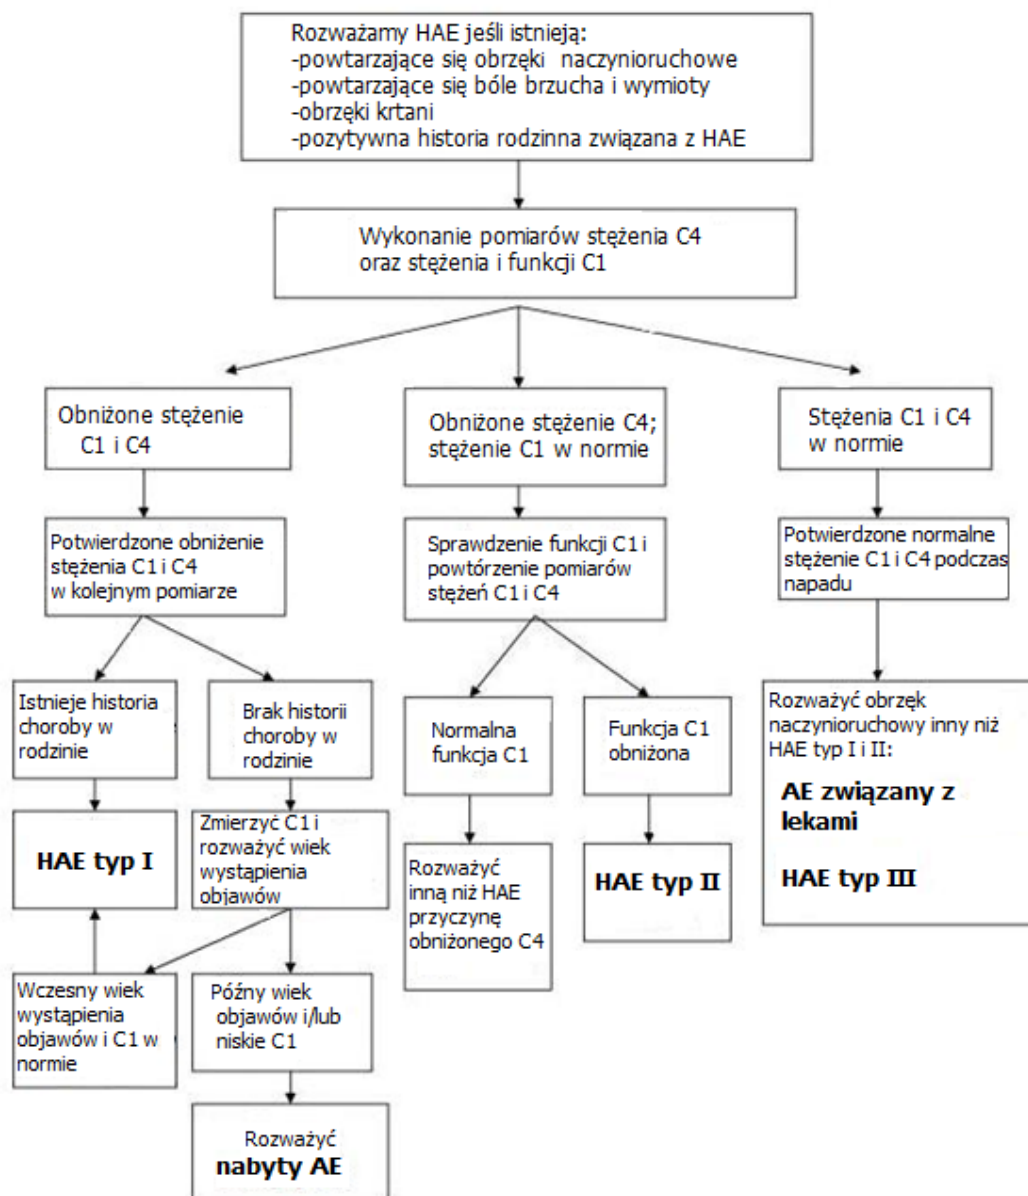 Rozważamy HAE jeśli istnieją:
-powtarzające się obrzęki naczynioruchowe
-powtarzające się bóle brzucha i wymioty
-obrzęki krtani
-pozytywna historia rodzinna związana z HAE
Wykonanie pomiarów stężenia C4
oraz stężenia i funkcji C1
Obniżone stężenie
C1 i C4
Obniżone stężenie C4;
stężenie C1 w normie
Stężenia C1 i C4
w normie
Potwierdzone obniżenie
stężenia C1 i C4
w kolejnym pomiarze
Sprawdzenie funkcji C1 i
powtórzenie pomiarów
stężeń C1 i C4
Potwierdzone normalne
stężenie C1 i C4 podczas
napadu
Istnieje historia
choroby w
rodzinie
Brak historii
choroby w
rodzinie
Normalna
funkcja C1
Funkcja C1
obniżona
Rozważyć obrzęk
naczynioruchowy inny niż
HAE typ I i II:
AE związany z
lekami
HAE typ III
HAE typ I
Zmierzyć C1 i
rozważyć wiek
wystąpienia
objawów
Rozważyć
inną niż HAE
przyczynę
obniżonego C4
HAE typ II
Wczesny wiek
wystąpienia
objawów i C1 w
normie
Późny wiek
objawów i/lub
niskie C1
Rozważyć
nabyty AE